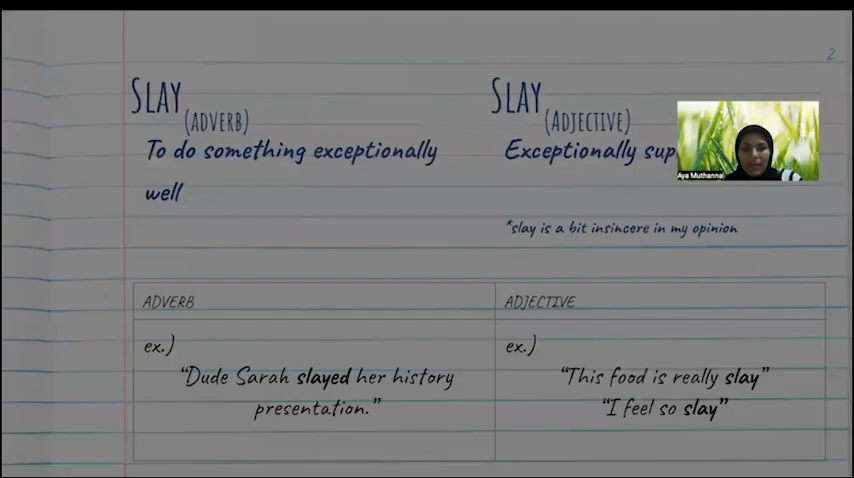 2
SLAY
(ADVERB)
To do something exceptionally
well
SLAY
(ADJECTIVE)
Exceptionally
*slay is a bit insincere in my opinion
Aya Muthanna
ADVERB
ex.)
"Dude Sarah slayed her history
presentation."
ADJECTIVE
ex.)
"This food is really slay"
"I feel so slay"